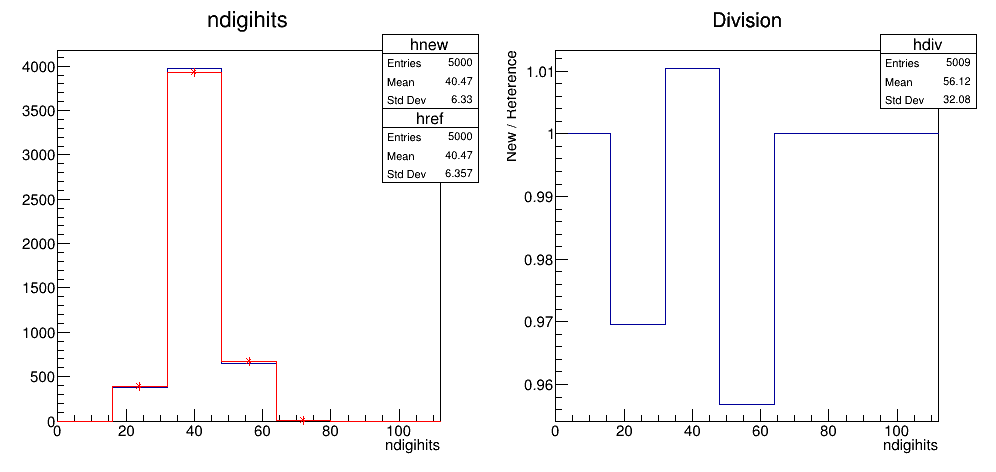 ndigihits
hnew
Entries 5000
Mean 40.47
Std Dev 6.33
href
Entries 5000
Mean 40.47
Std Dev 6.357
4000
3500
3000
2500
2000
1500
1000
500
0
0 20 40 60 80 100
ndigihits
Division
hdiv
Entries 5009
Mean 56.12
Std Dev 32.08
New / Reference
1.01
1
0.99
0.98
0.97
0.96
0 20 40 60 80 100
ndigihits